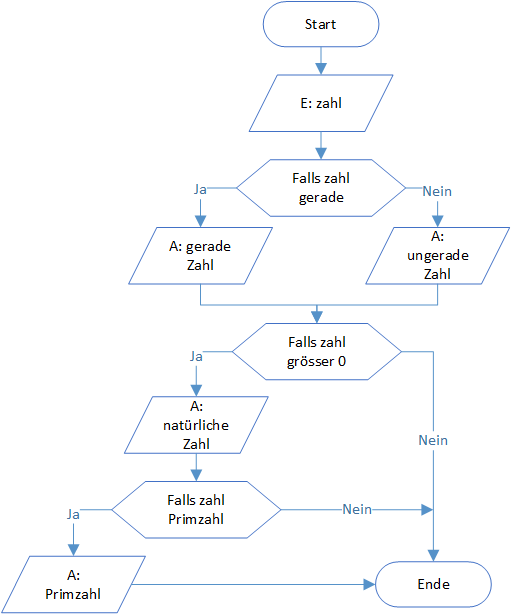 Start
E: zahl
Falls zahl
gerade
Ja
Nein
A: gerade
Zahl
A:
ungerade
Zahl
Falls zahl
grösser 0
Ja
Nein
A:
natürliche
Zahl
Falls zahl
Primzahl
Ja
Nein
A:
Primzahl
Ende